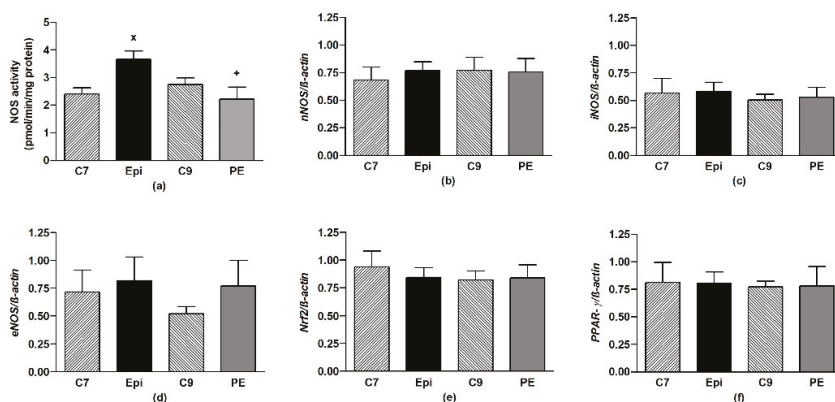 NOS activity
(pmol/min/mg protein)
5
4
3
2
1
0
x
+
C7 Epi C9 PE
(a)
nNOS/ß-actin
1.25
1.00
0.75
0.50
0.25
0.00
C7 Epi C9 PE
(b)
iNOS/ß-actin
1.25
1.00
0.75
0.50
0.25
0.00
C7 Epi C9 PE
(c)
eNOS/ß-actin
1.25
1.00
0.75
0.50
0.25
0.00
C7 Epi C9 PE
(d)
Nrf2/ß-actin
1.25
1.00
0.75
0.50
0.25
0.00
C7 Epi C9 PE
(e)
PPAR- γ/ß-actin
1.25
1.00
0.75
0.50
0.25
0.00
C7 Epi C9 PE
(f)